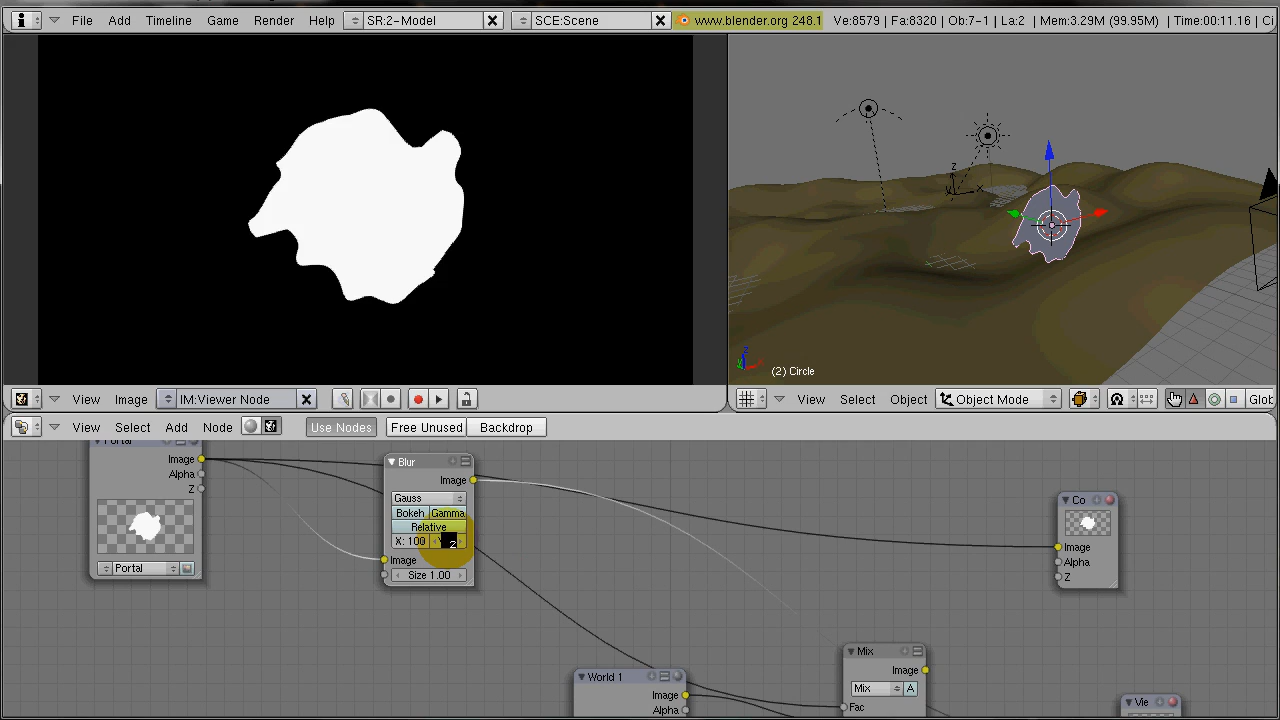 File Add Timeline Game Render Help SR:2-Model SCE:Scene www.blender.org 248.1 Ve:8579 | Fa:8320 | Ob:7-1 | La:2 | Mem:3.29M (99.95M) | Time:00:11.16 | Ci
z
x
z
(2) Circle
View Image IM:Viewer Node
View Select Object Object Mode Glob
View Select Add Node Use Nodes Free Unused Backdrop
Portal
Image
Alpha
Z
Portal
Blur
Image
Gauss
Bokeh Gamma
Relative
X: 100 2
Image
Size 1.00
Co
Image
Alpha
Z
World 1
Image
Alpha
Mix
Image
Mix A
Fac
Vie